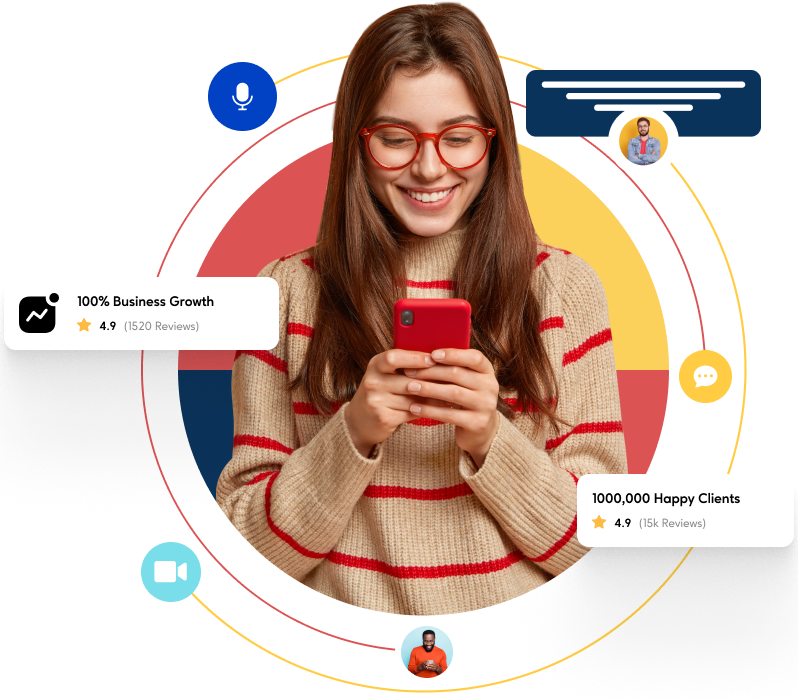 100% Business Growth
4.9 (1520 Reviews)
1000,000 Happy Clients
4.9 (15k Reviews)